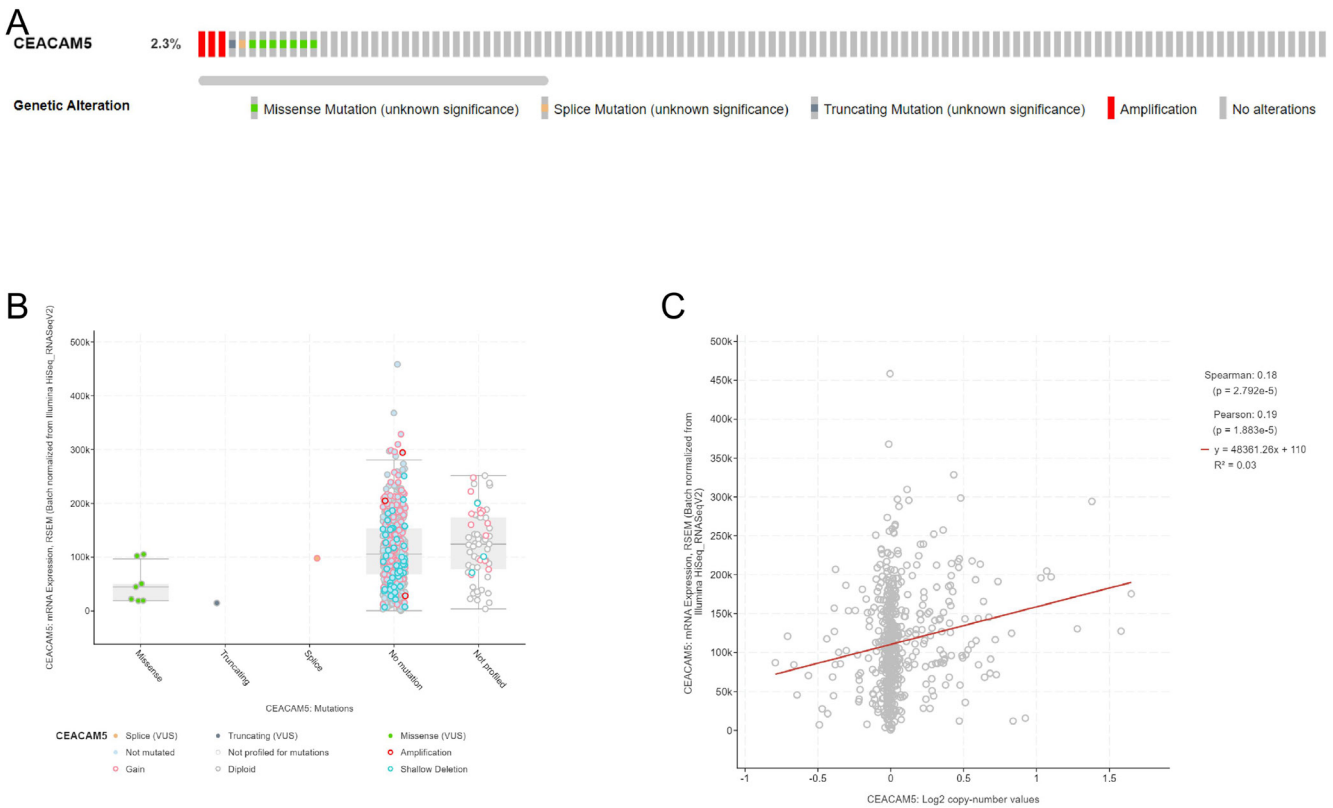 A
CEACAM5 2.3%
Genetic Alteration
Missense Mutation (unknown significance) Splice Mutation (unknown significance) Truncating Mutation (unknown significance) Amplification No alterations
B
CEACAM5: mRNA Expression, RSEM (Batch normalized from Illumina HiSeq_RNASeqV2)
500k
400k
300k
200k
100k
0
Missense
Truncating
Splice
No mutation
Not profiled
CEACAM5: Mutations
CEACAM5 Splice (VUS) Truncating (VUS) Missense (VUS)
Not mutated Not profiled for mutations Amplification
Gain Diploid Shallow Deletion
C
CEACAM5: mRNA Expression, RSEM (Batch normalized from
Illumina HiSeq_RNASeqV2)
500k
450k
400k
350k
300k
250k
200k
150k
100k
50k
0
-1 -0.5 0 0.5 1 1.5
CEACAM5: Log2 copy-number values
Spearman: 0.18
(p = 2.792e-5)
Pearson: 0.19
(p = 1.883e-5)
y = 48361.26x + 110
R² = 0.03